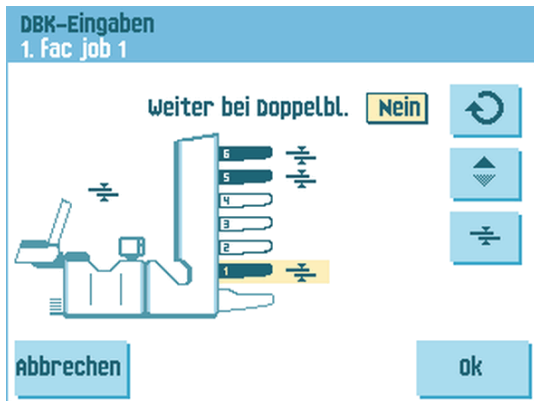 DBK-Eingaben
1. Fac job 1
Weiter bei Doppelbl. Nein
6
5
4
3
2
1
Abbrechen
Ok